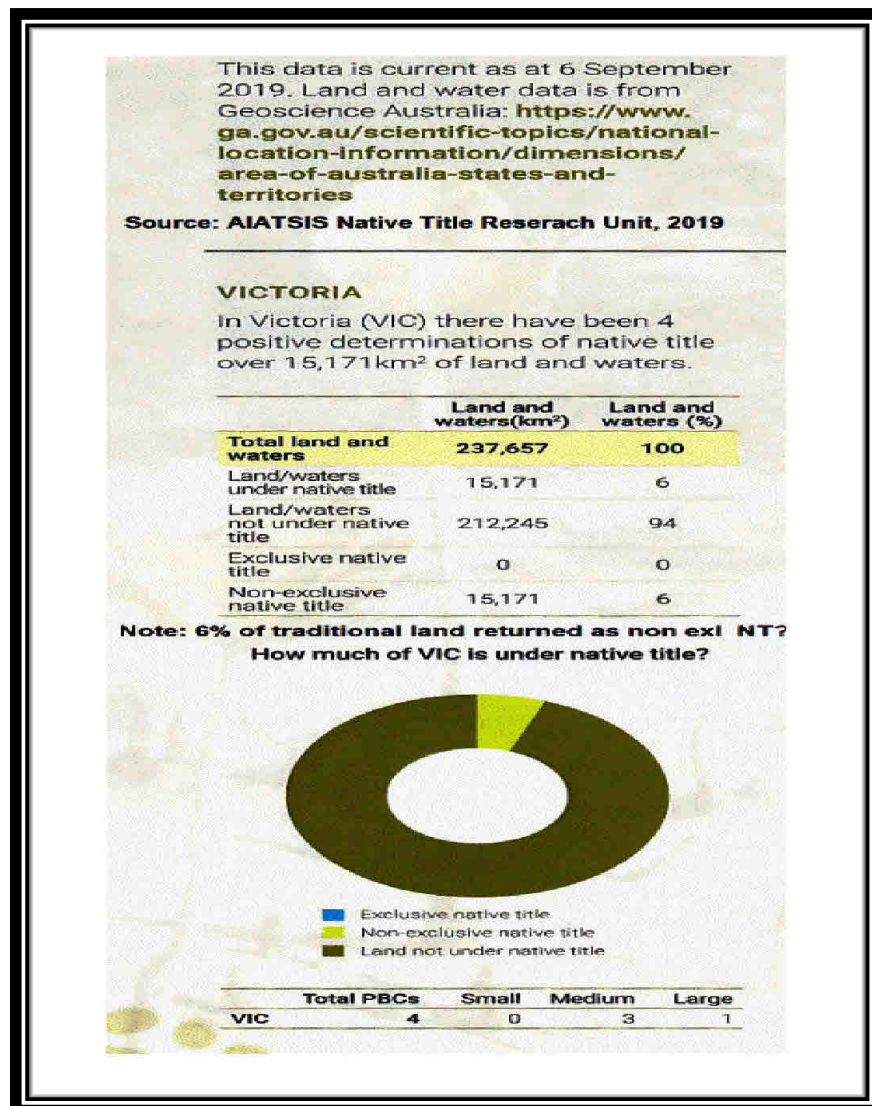 This data is current as at 6 September
2019. Land and water data is from
Geoscience Australia: https://www.
ga.gov.au/scientific-topics/national-
location-information/dimensions/
area-of-australia-states-and-
territories
Source: AIATSIS Native Title Reserach Unit, 2019
VICTORIA
In Victoria (VIC) there have been 4
positive determinations of native title
over 15,171km² of land and waters.
Land and Land and
waters(km²) waters (%)
Total land and
waters 237,657 100
Land/waters
under native title 15,171 6
Land/waters
not under native 212,245 94
title
Exclusive native
title 0 0
Non-exclusive
native title 15,171 6
Note: 6% of traditional land returned as non exl NT?
How much of VIC is under native title?
Exclusive native title
Non-exclusive native title
Land not under native title
Total PBCs Small Medium Large
VIC 4 0 3 1